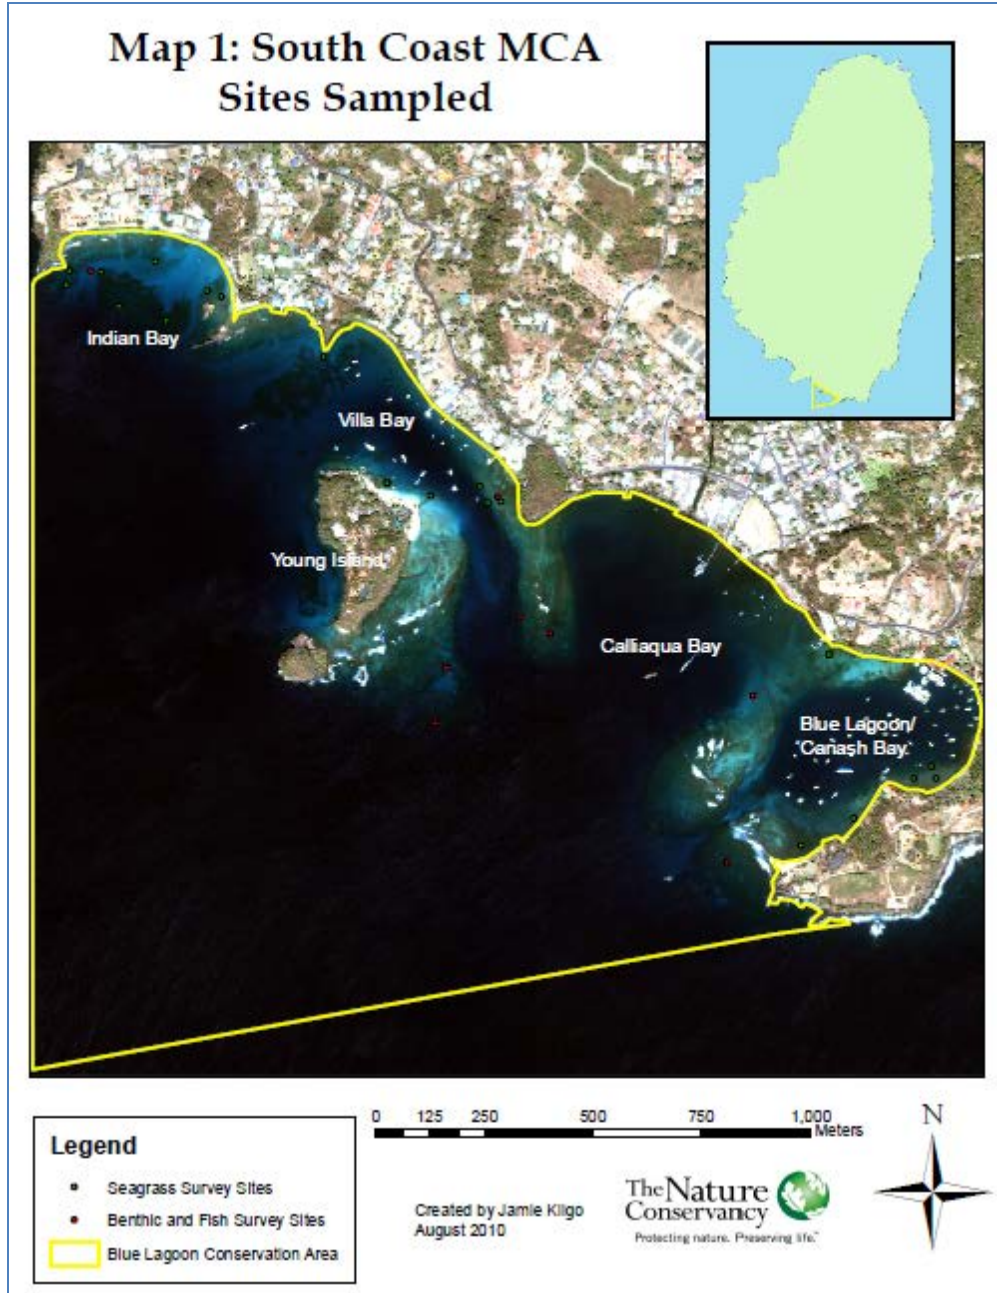 Map 1: South Coast MCA
Sites Sampled
Indian Bay
Villa Bay
Young Island
Calliaqua Bay
Blue Lagoon/
Canash Bay
0 125 250 500 750 1,000
Meters
N
Legend
Seagrass Survey Sites
Benthic and Fish Survey Sites
Blue Lagoon Conservation Area
Created by Jamie Kilgo
August 2010
The Nature
Conservancy
Protecting nature. Preserving life.™